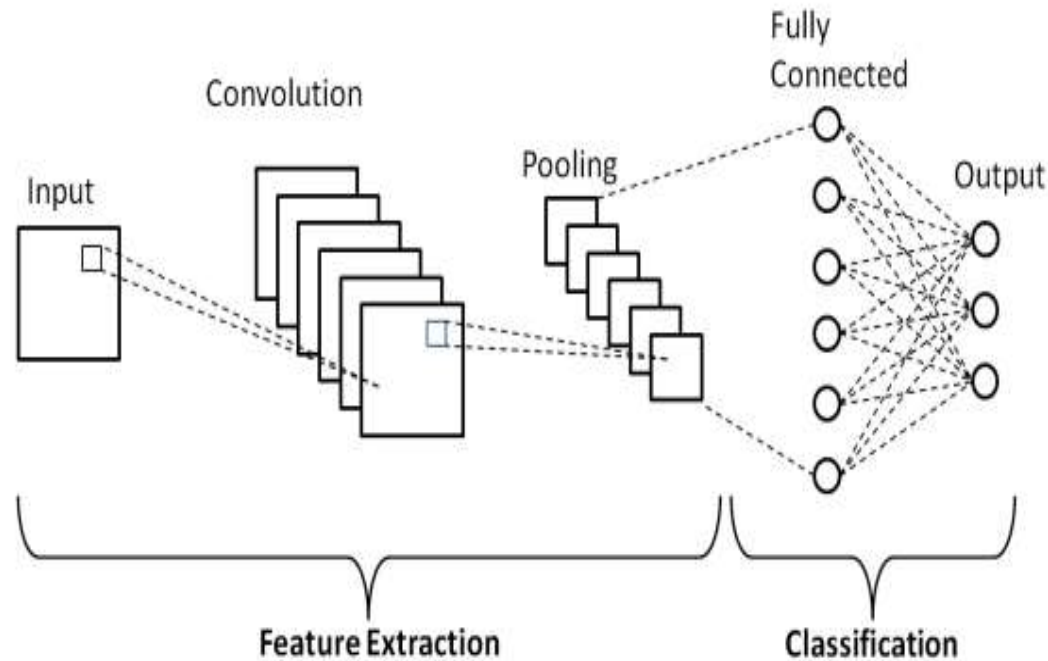 Fully
Connected
Convolution
Pooling
Input
Output
Feature Extraction
Classification